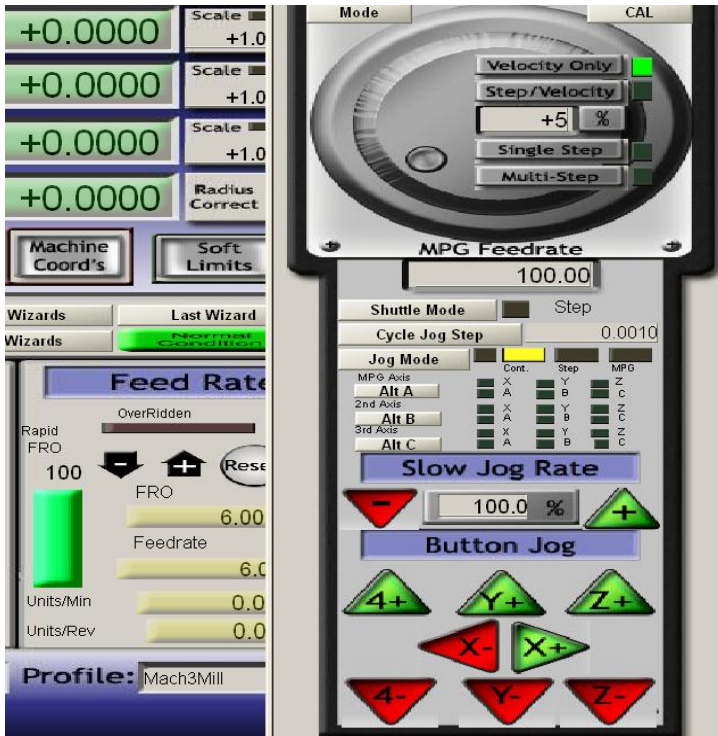 +0.0000
Scale
+1.0
+0.0000
Scale
+1.0
+0.0000
Scale
+1.0
+0.0000
Radius
Correct
Machine
Coord's
Soft
Limits
Wizards
Last Wizard
Wizards
Normal
Condition
Feed Rate
OverRidden
Rapid
FRO
100
Rese
FRO
6.00
Feedrate
6.0
Units/Min
0.0
Units/Rev
0.0
Profile:
Mach3Mill
Mode
CAL
Velocity Only
Step/Velocity
+5 %
Single Step
Multi-Step
MPG Feedrate
100.00
Shuttle Mode
Step
Cycle Jog Step
0.0010
Jog Mode
Cont. Step MPG
MPG Axis
X Y Z
Alt A
A B C
2nd Axis
X Y Z
Alt B
A B C
3rd Axis
X Y Z
Alt C
A B C
Slow Jog Rate
-
100.0 %
+
Button Jog
4+ Y+ Z+
X- X+
4- Y- Z-